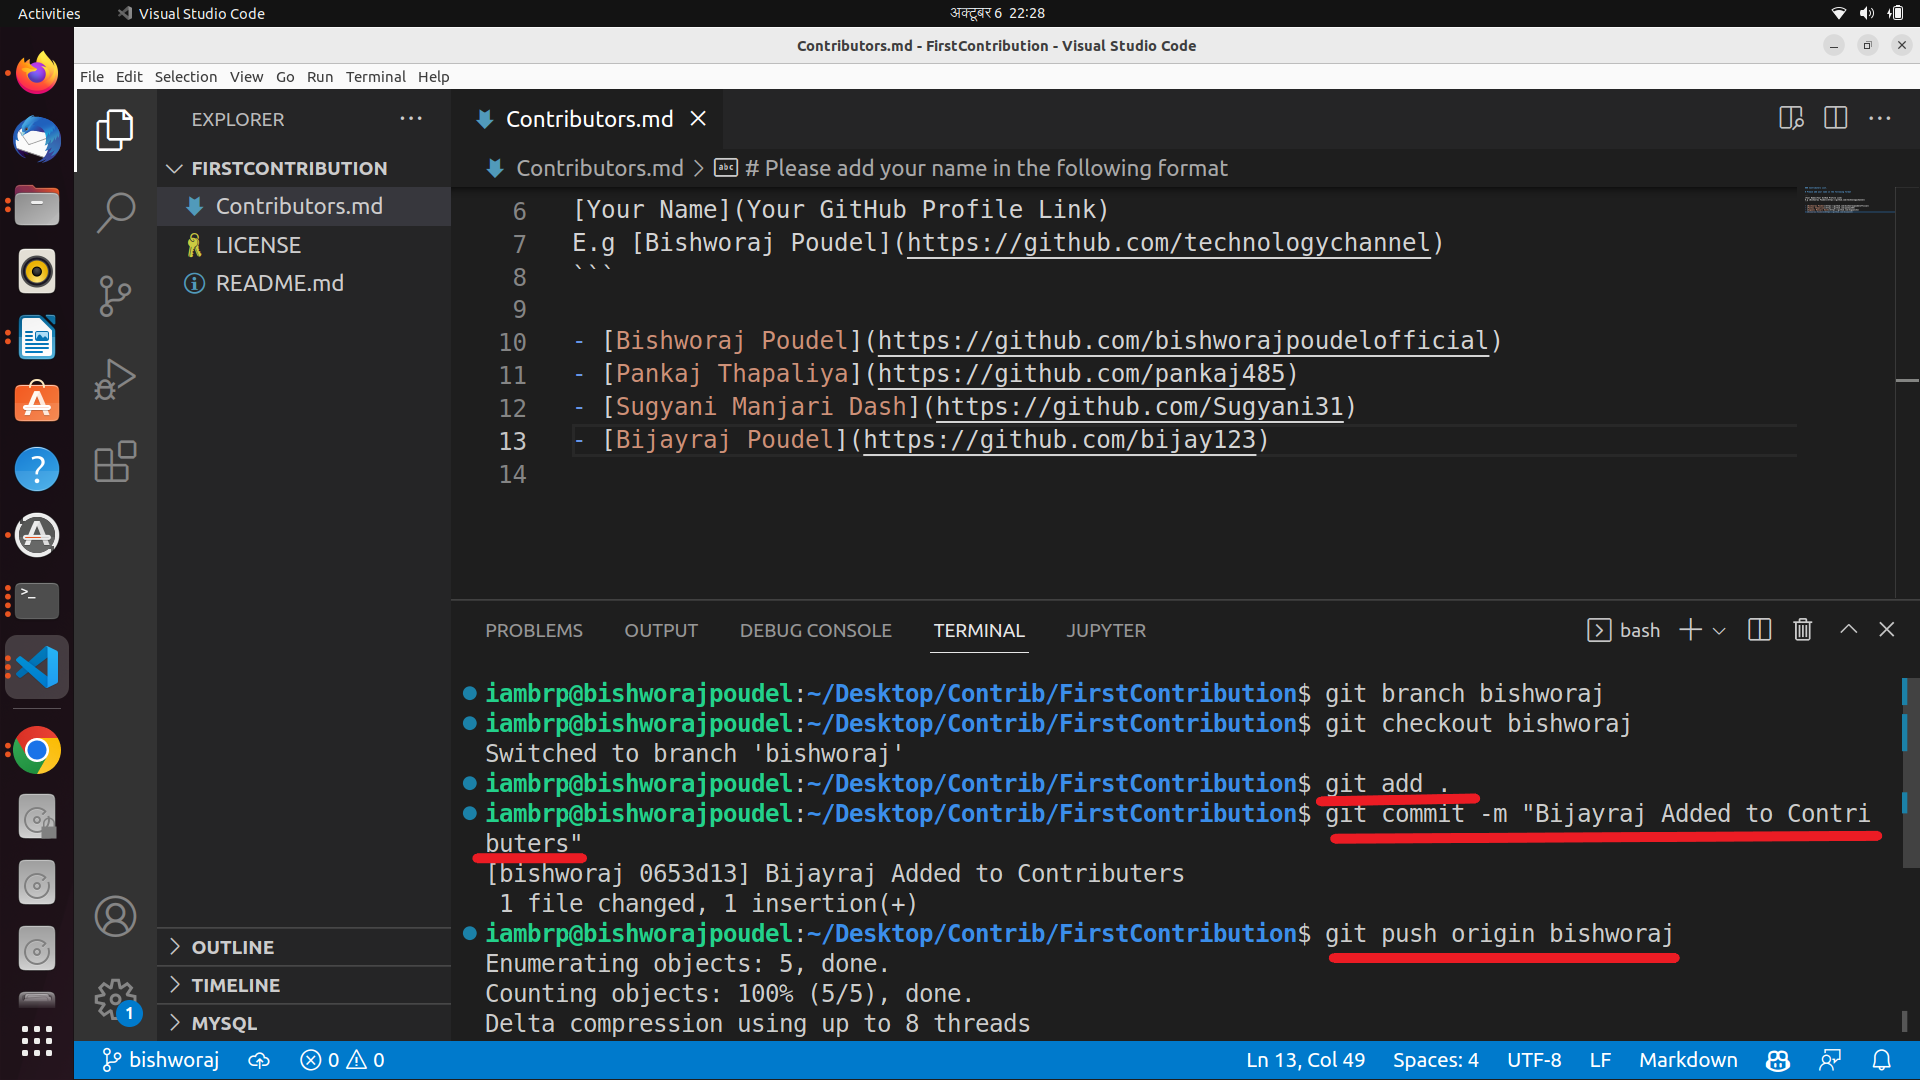 Activities
Visual Studio Code
अक्टूबर 6 22:28
Contributors.md - FirstContribution - Visual Studio Code
File Edit Selection View Go Run Terminal Help
EXPLORER
FIRSTCONTRIBUTION
Contributors.md
LICENSE
README.md
OUTLINE
TIMELINE
MYSQL
Contributors.md
Contributors.md > # Please add your name in the following format
6 [Your Name](Your GitHub Profile Link)
7 E.g [Bishworaj Poudel](https://github.com/technologychannel)
8 ```
9
10 - [Bishworaj Poudel](https://github.com/bishworajpoudelofficial)
11 - [Pankaj Thapaliya](https://github.com/pankaj485)
12 - [Sugyani Manjari Dash](https://github.com/Sugyani31)
13 - [Bijayraj Poudel](https://github.com/bijay123)
14
PROBLEMS OUTPUT DEBUG CONSOLE TERMINAL JUPYTER
bash
iambrp@bishworajpoudel:~/Desktop/Contrib/FirstContribution$ git branch bishworaj
iambrp@bishworajpoudel:~/Desktop/Contrib/FirstContribution$ git checkout bishworaj
Switched to branch 'bishworaj'
iambrp@bishworajpoudel:~/Desktop/Contrib/FirstContribution$ git add .
iambrp@bishworajpoudel:~/Desktop/Contrib/FirstContribution$ git commit -m "Bijayraj Added to Contri
buters"
[bishworaj 0653d13] Bijayraj Added to Contributers
1 file changed, 1 insertion(+)
iambrp@bishworajpoudel:~/Desktop/Contrib/FirstContribution$ git push origin bishworaj
Enumerating objects: 5, done.
Counting objects: 100% (5/5), done.
Delta compression using up to 8 threads
1
bishworaj 0 0 Ln 13, Col 49 Spaces: 4 UTF-8 LF Markdown